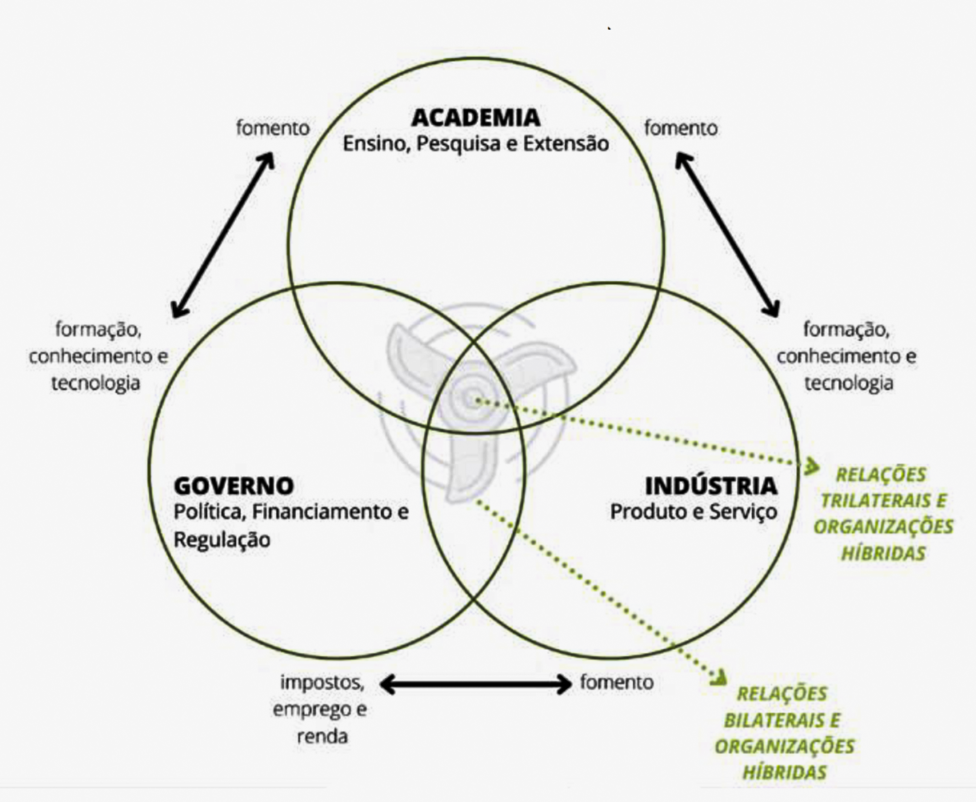 ACADEMIA
Ensino, Pesquisa e Extensão
fomento
fomento
formação,
conhecimento e
tecnologia
formação,
conhecimento e
tecnologia
GOVERNO
Política, Financiamento e
Regulação
INDÚSTRIA
Produto e Serviço
RELAÇÕES
TRILATERAIS E
ORGANIZAÇÕES
HÍBRIDAS
impostos,
emprego e
renda
fomento
RELAÇÕES
BILATERAIS E
ORGANIZAÇÕES
HÍBRIDAS